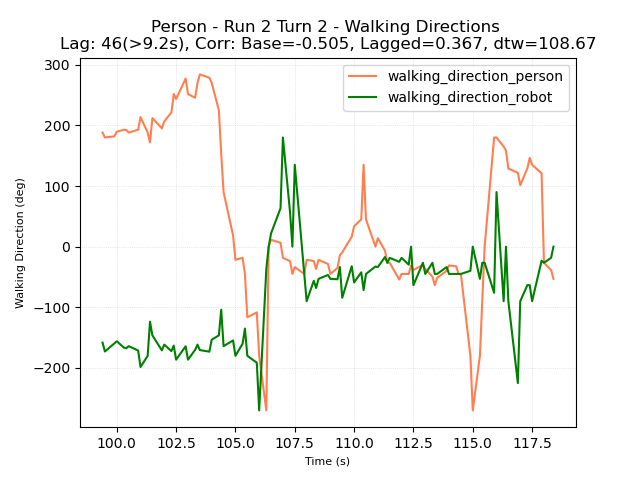 Person - Run 2 Turn 2 - Walking Directions
Lag: 46(>9.2s), Corr: Base=-0.505, Lagged=0.367, dtw=108.67
walking_direction_person
walking_direction_robot
Walking Direction (deg)
300
200
100
0
−100
−200
100.0
102.5
105.0
107.5
110.0
112.5
115.0
117.5
Time (s)